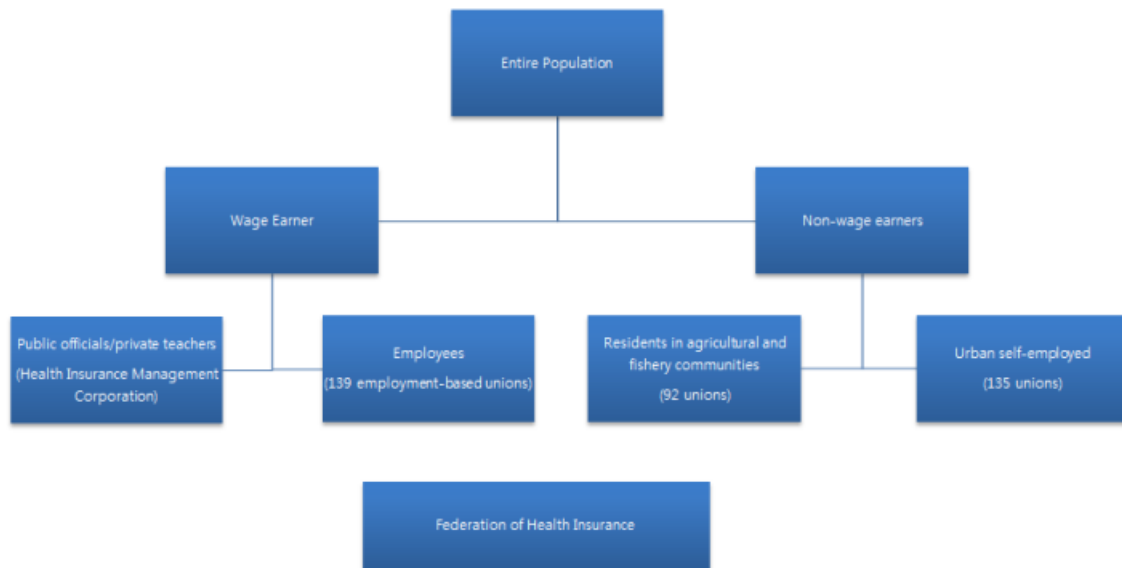 Entire Population
Wage Earner
Non-wage earners
Public officials/private teachers
(Health Insurance Management
Corporation)
Employees
(139 employment-based unions)
Residents in agricultural and
fishery communities
(92 unions)
Urban self-employed
(135 unions)
Federation of Health Insurance